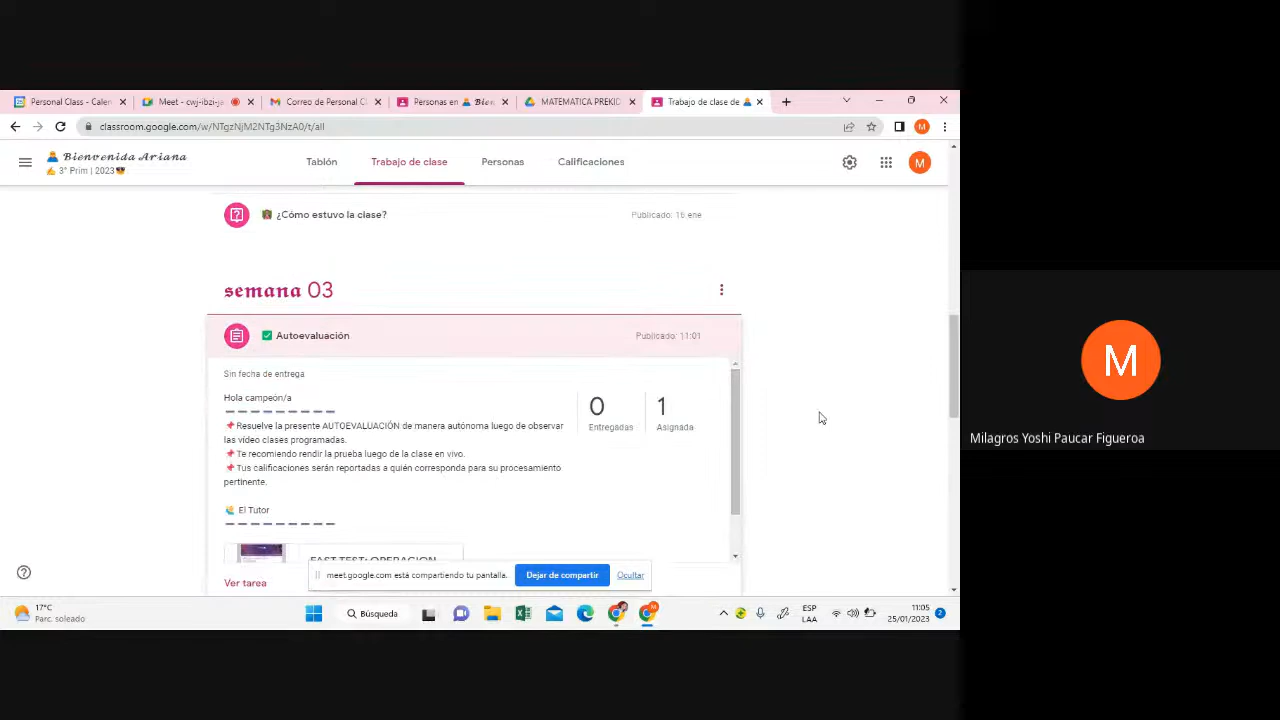 Personal Class - Calen
Meet - cwj-ibzi-ja
Correo de Personal C
Personas en 🙇 𝓑𝓲𝓮𝓷
MATEMATICA PREKID
Trabajo de clase de
classroom.google.com/w/NTgzNjM2NTg3NzA0/t/all
M
𝓑𝓲𝓮𝓷𝓿𝓮𝓷𝓲𝓭𝓪 𝓐𝓻𝓲𝓪𝓷𝓪
✍ 3° Prim | 2023
Tablón
Trabajo de clase
Personas
Calificaciones
M
¿Cómo estuvo la clase?
Publicado: 16 ene
𝖘𝖊𝖒𝖆𝖓𝖆 03
✅ Autoevaluación
Publicado: 11:01
Sin fecha de entrega
Hola campeón/a
0
Entregadas
1
Asignada
➖➖➖➖➖➖➖➖➖➖
📌Resuelve la presente AUTOEVALUACIÓN de manera autónoma luego de observar
las vídeo clases programadas.
📌Te recomiendo rendir la prueba luego de la clase en vivo.
📌Tus calificaciones serán reportadas a quién corresponda para su procesamiento
pertinente.
El Tutor
➖➖➖➖➖➖➖➖➖➖
FAST TEST: OPERACION
Ver tarea
meet.google.com está compartiendo tu pantalla.
Dejar de compartir
Ocultar
M
Milagros Yoshi Paucar Figueroa
17°C
Parc. soleado
Búsqueda
ESP
LAA
11:05
25/01/2023
2